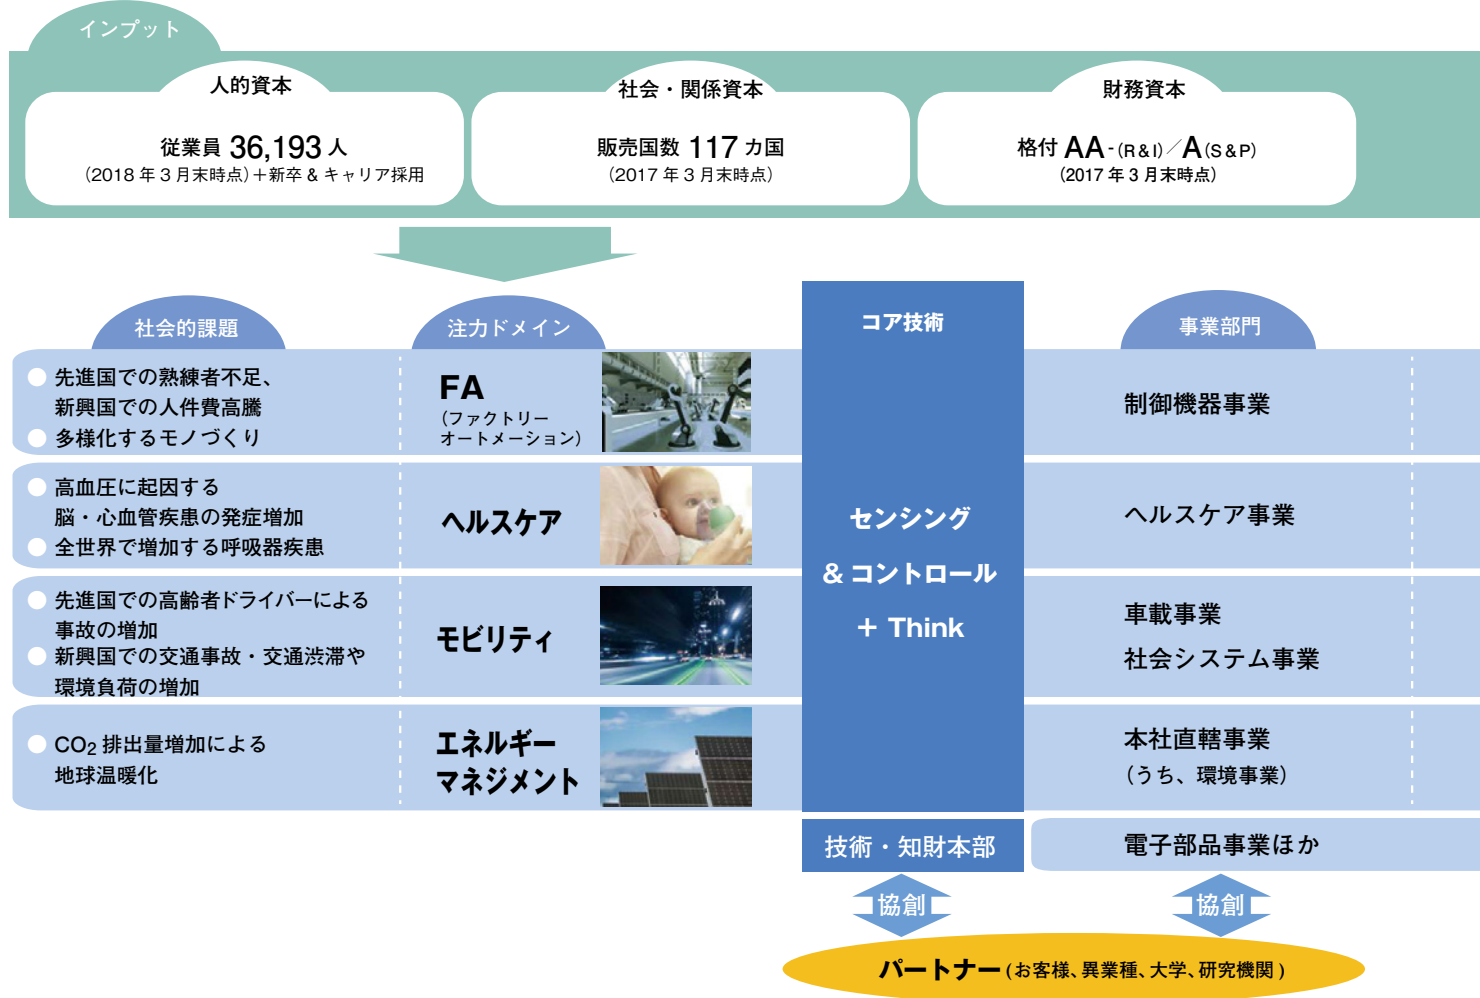 インプット
人的資本
従業員 36,193 人
(2018 年 3 月末時点)＋新卒 & キャリア採用
社会・関係資本
販売国数 117 カ国
(2017 年 3 月末時点)
財務資本
格付 AA- (R&I)／A (S&P)
(2017 年 3 月末時点)
社会的課題
注力ドメイン
コア技術
事業部門
先進国での熟練者不足、
新興国での人件費高騰
多様化するモノづくり
FA
(ファクトリー
オートメーション)
制御機器事業
高血圧に起因する
脳・心血管疾患の発症増加
全世界で増加する呼吸器疾患
ヘルスケア
センシング
& コントロール
+ Think
ヘルスケア事業
先進国での高齢者ドライバーによる
事故の増加
新興国での交通事故・交通渋滞や
環境負荷の増加
モビリティ
車載事業
社会システム事業
CO2 排出量増加による
地球温暖化
エネルギー
マネジメント
本社直轄事業
(うち、環境事業)
技術・知財本部
電子部品事業ほか
協創
協創
パートナー (お客様、異業種、大学、研究機関)